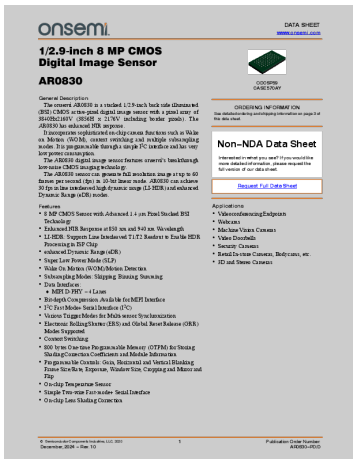 onsemi
DATA SHEET
www.onsemi.com
1/2.9-inch 8 MP CMOS
Digital Image Sensor
AR0830
General Description
The onsemi AR0830 is a stacked 1/2.9-inch back side illuminated
(BSI) CMOS active-pixel digital image sensor with a pixel array of
3840Hx2160V (3856H x 2176V including border pixels). The
AR0830 has enhanced NIR response.
It incorporates sophisticated on-chip camera functions such as Wake
on Motion (WOM), context switching and multiple subsampling
modes. It is programmable through a simple I²C interface and has very
low power consumption.
The AR0830 digital image sensor features onsemi's breakthrough
low-noise CMOS imaging technology.
The AR0830 sensor can generate full resolution image at up to 60
frames per second (fps) in 10-bit linear mode. AR0830 can achieve
30 fps in line interleaved high dynamic range (LI-HDR) and enhanced
Dynamic Range (eDR) modes.
Features
• 8 MP CMOS Sensor with Advanced 1.4 μm Pixel Stacked BSI
Technology
• Enhanced NIR Response at 850 nm and 940 nm Wavelength
• LI-HDR: Supports Line Interleaved T1/T2 Readout to Enable HDR
Processing in ISP Chip
• enhanced Dynamic Range (eDR)
• Super Low Power Mode (SLP)
• Wake On Motion (WOM)/Motion Detection
• Subsampling Modes: Skipping, Binning, Summing
• Data Interfaces:
♦ MIPI D-PHY – 4 Lanes
• Bit-depth Compression Available for MIPI Interface
• I²C Fast Mode+ Serial Interface (I²C)
• Various Trigger Modes for Multi-sensor Synchronization
• Electronic Rolling Shutter (ERS) and Global Reset Release (GRR)
Modes Supported
• Context Switching
• 800 bytes One-time Programmable Memory (OTPM) for Storing
Shading Correction Coefficients and Module Information
• Programmable Controls: Gain, Horizontal and Vertical Blanking,
Frame Size/Rate, Exposure, Window Size, Cropping and Mirror and
Flip
• On-chip Temperature Sensor
• Simple Two-wire Fast-mode+ Serial Interface
• On-chip Lens Shading Correction
ODCSP59
CASE 570AY
ORDERING INFORMATION
See detailed ordering and shipping information on page 3 of
this data sheet.
Non–NDA Data Sheet
Interested in what you see? If you would like
more detailed information, please request the
full version of our data sheet.
Request Full Data Sheet
Applications
• Videoconferencing Endpoints
• Webcams
• Machine Vision Cameras
• Video Doorbells
• Security Cameras
• Retail In-store Cameras, Bodycams, etc.
• 3D and Stereo Cameras
© Semiconductor Components Industries, LLC, 2023
December, 2024 – Rev. 10
1
Publication Order Number:
AR0830–PD/D